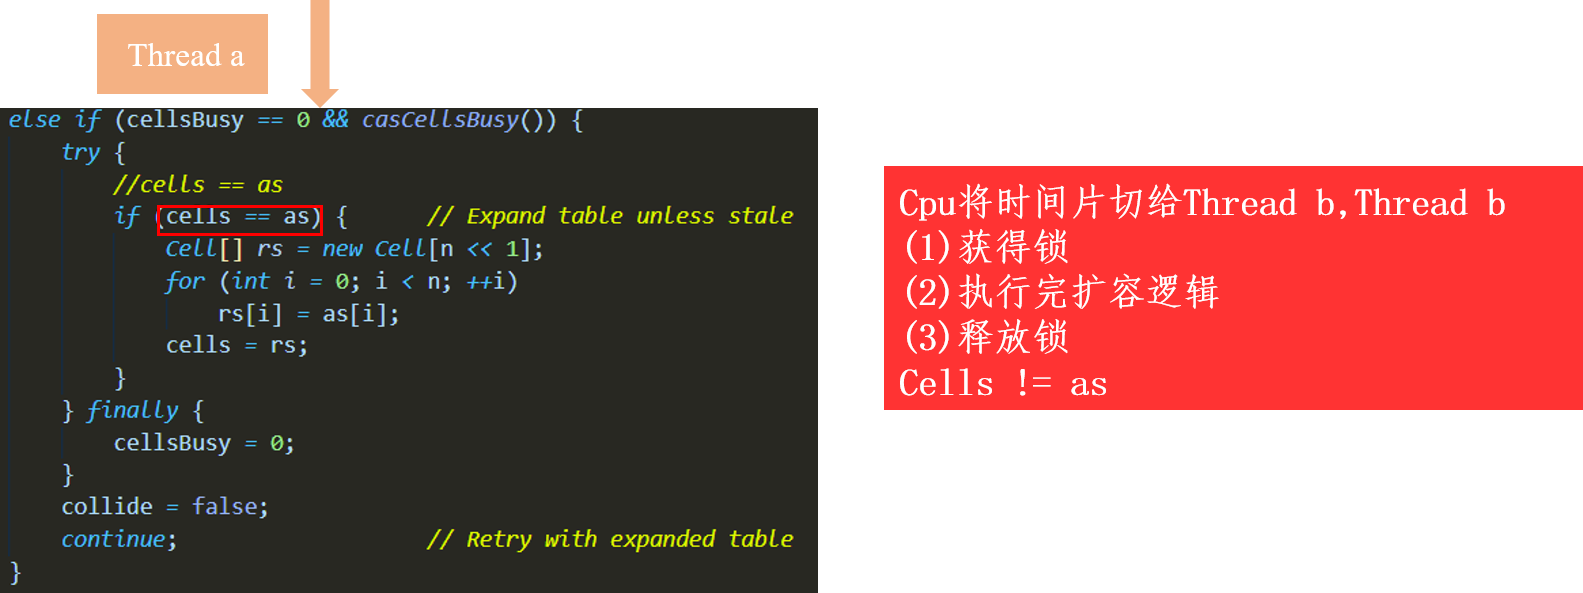 Thread a
else if (cellsBusy == 0 && casCellsBusy()) {
try {
//cells == as
if (cells == as) { // Expand table unless stale
Cell[] rs = new Cell[n << 1];
for (int i = 0; i < n; ++i)
rs[i] = as[i];
cells = rs;
}
} finally {
cellsBusy = 0;
}
collide = false;
continue; // Retry with expanded table
}
Cpu将时间片切给Thread b,Thread b
(1)获得锁
(2)执行完扩容逻辑
(3)释放锁
Cells != as